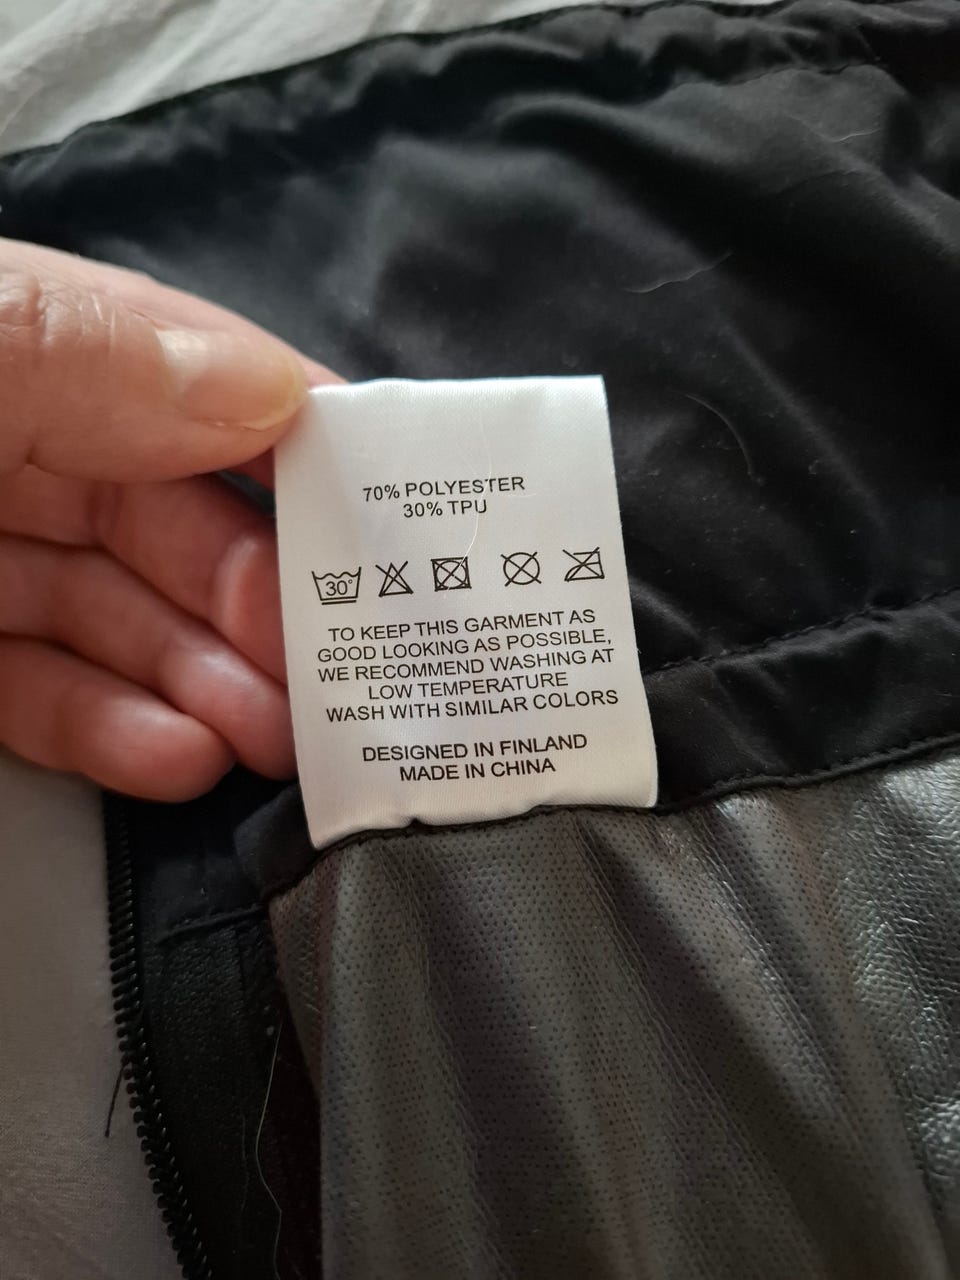 70% POLYESTER
30% TPU
30°
TO KEEP THIS GARMENT AS
GOOD LOOKING AS POSSIBLE,
WE RECOMMEND WASHING AT
LOW TEMPERATURE
WASH WITH SIMILAR COLORS
DESIGNED IN FINLAND
MADE IN CHINA